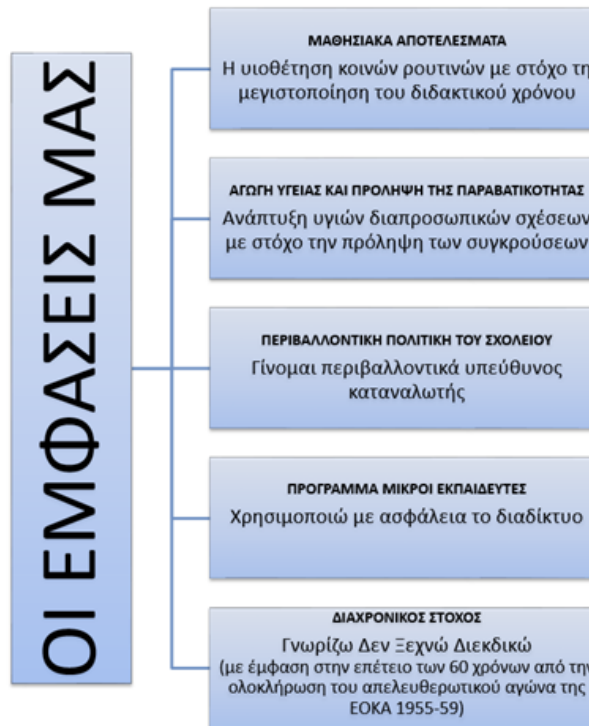 ΟΙ ΕΜΦΑΣΕΙΣ ΜΑΣ
ΜΑΘΗΣΙΑΚΑ ΑΠΟΤΕΛΕΣΜΑΤΑ
Η υιοθέτηση κοινών ρουτινών με στόχο τη
μεγιστοποίηση του διδακτικού χρόνου
ΑΓΩΓΗ ΥΓΕΙΑΣ ΚΑΙ ΠΡΟΛΗΨΗ ΤΗΣ ΠΑΡΑΒΑΤΙΚΟΤΗΤΑΣ
Ανάπτυξη υγιών διαπροσωπικών σχέσεων
με στόχο την πρόληψη των συγκρούσεων
ΠΕΡΙΒΑΛΛΟΝΤΙΚΗ ΠΟΛΙΤΙΚΗ ΤΟΥ ΣΧΟΛΕΙΟΥ
Γίνομαι περιβαλλοντικά υπεύθυνος
καταναλωτής
ΠΡΟΓΡΑΜΜΑ ΜΙΚΡΟΙ ΕΚΠΑΙΔΕΥΤΕΣ
Χρησιμοποιώ με ασφάλεια το διαδίκτυο
ΔΙΑΧΡΟΝΙΚΟΣ ΣΤΟΧΟΣ
Γνωρίζω Δεν Ξεχνώ Διεκδικώ
(με έμφαση στην επέτειο των 60 χρόνων από την
ολοκλήρωση του απελευθερωτικού αγώνα της
ΕΟΚΑ 1955-59)